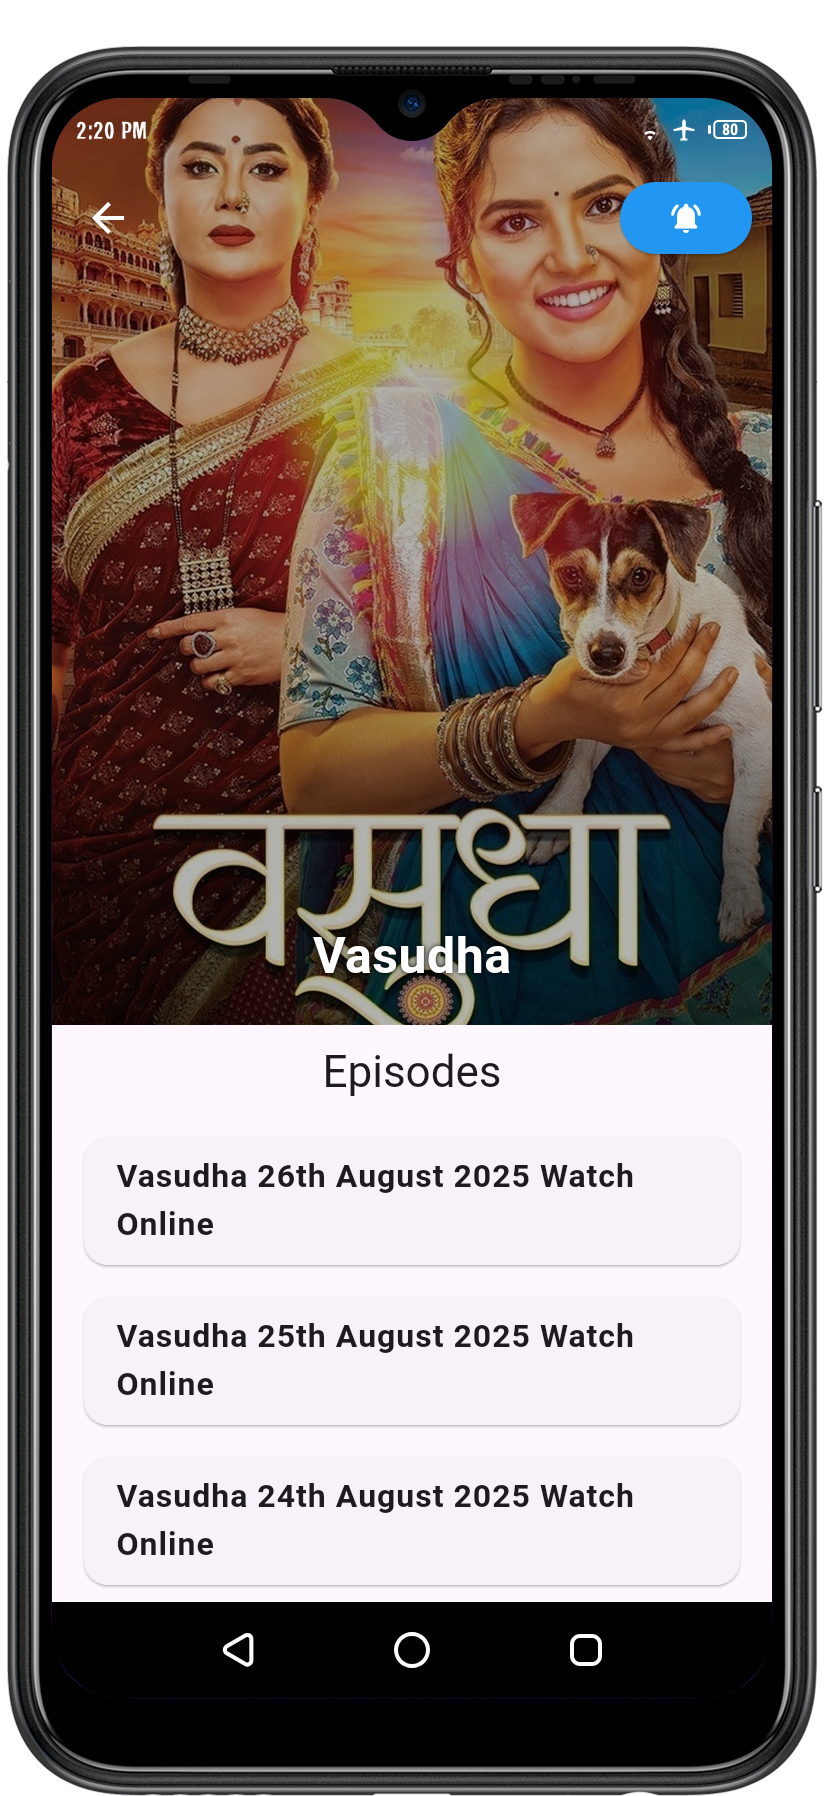 2:20 PM
80
वसुधा
Vasudha
Episodes
Vasudha 26th August 2025 Watch
Online
Vasudha 25th August 2025 Watch
Online
Vasudha 24th August 2025 Watch
Online